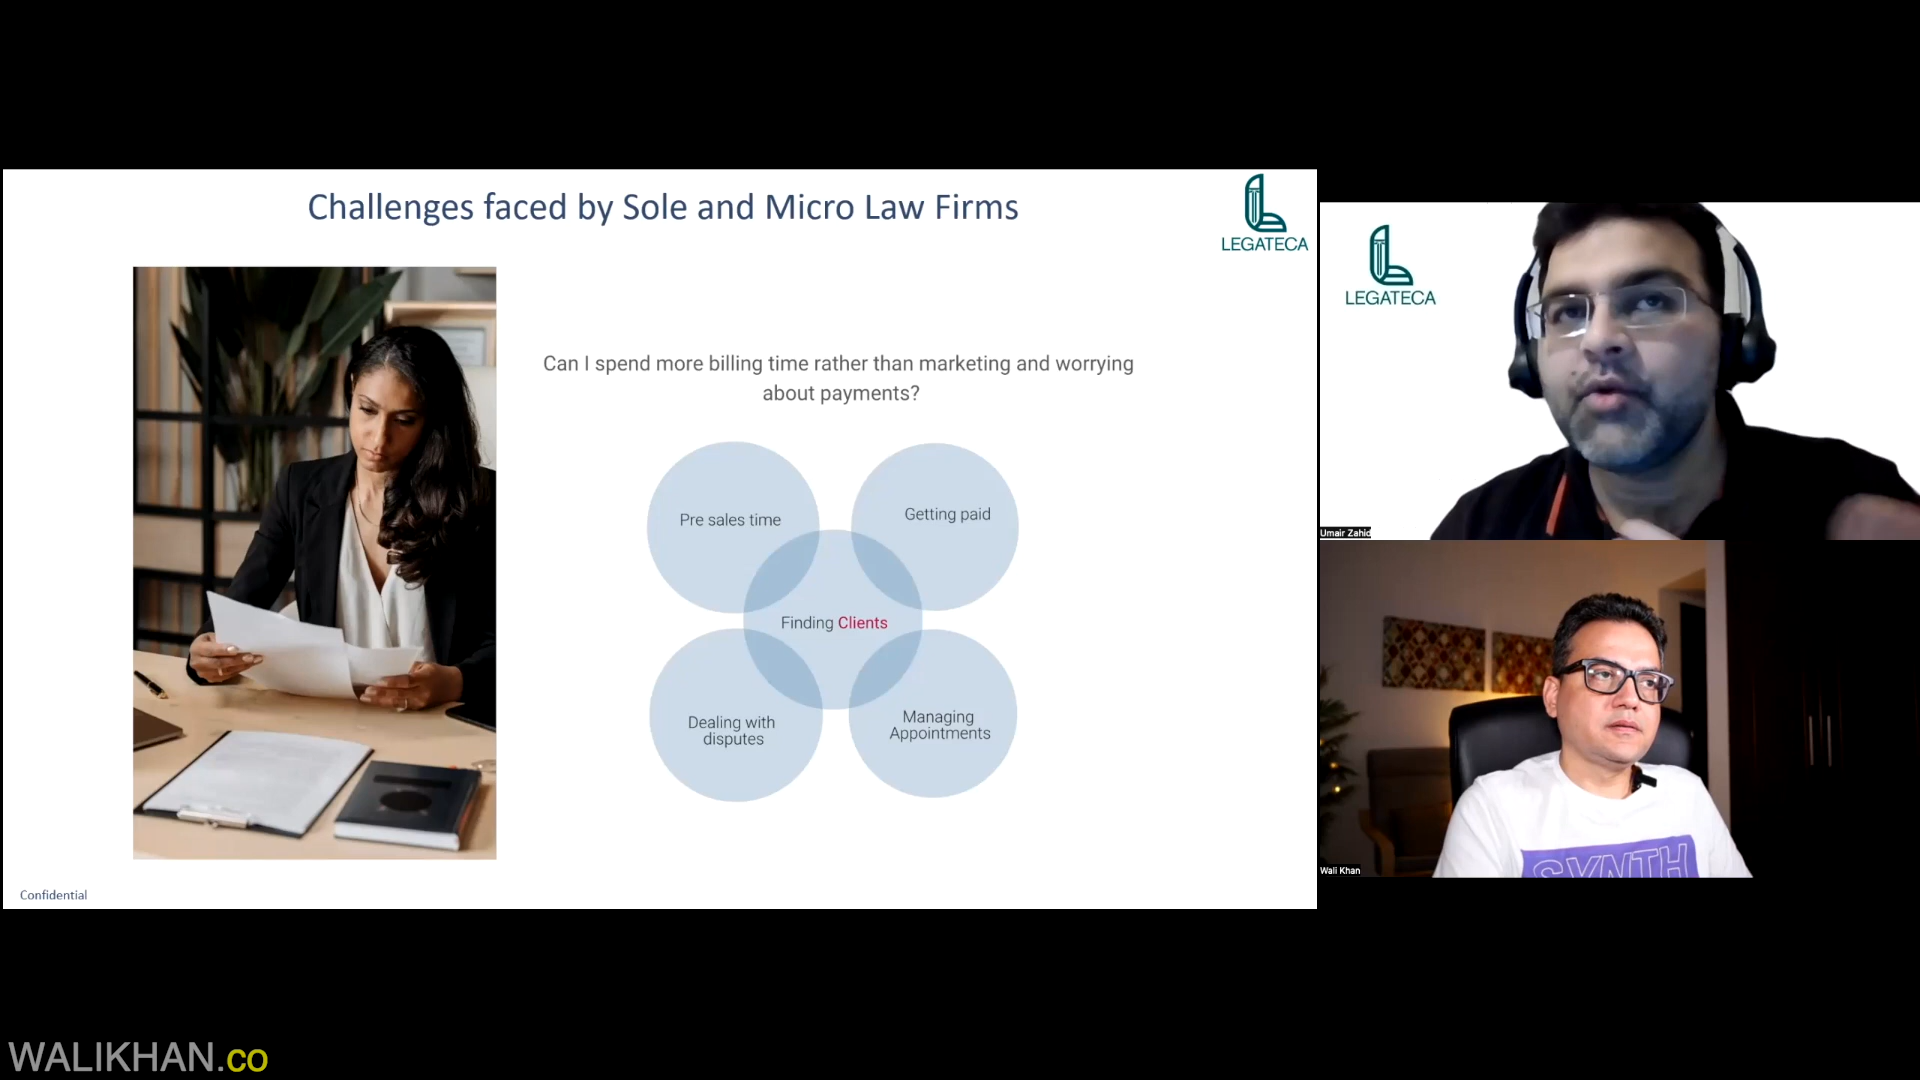 Challenges faced by Sole and Micro Law Firms
LEGATECA
Can I spend more billing time rather than marketing and worrying
about payments?
Pre sales time
Getting paid
Finding Clients
Dealing with
disputes
Managing
Appointments
Confidential
LEGATECA
Umair Zahid
Wali Khan
SYNTH
WALIKHAN.co